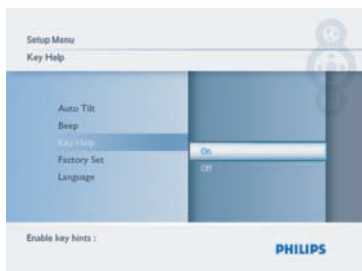 Setup Menu
Key Help
Auto Tilt
Beep
Key Help
Factory Set
Language
On
Off
Enable key hints :
PHILIPS